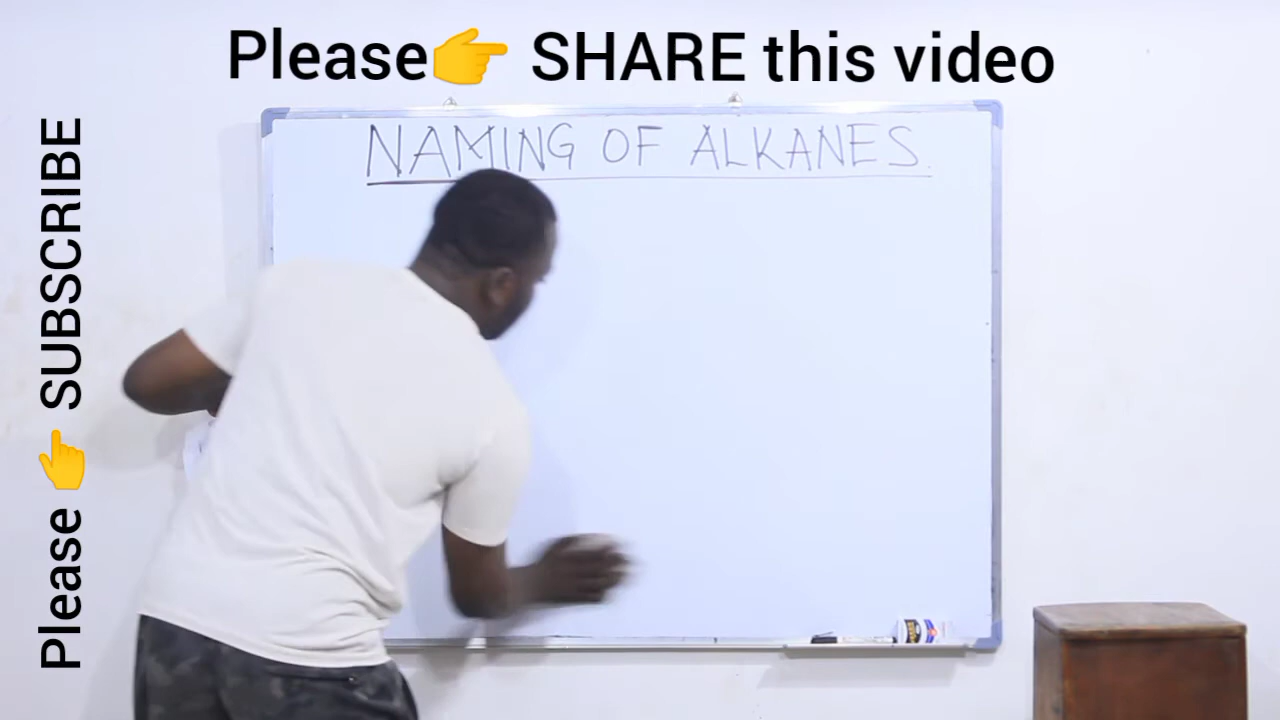 Please👉 SHARE this video
NAMING OF ALKANES.
Please 👉 SUBSCRIBE